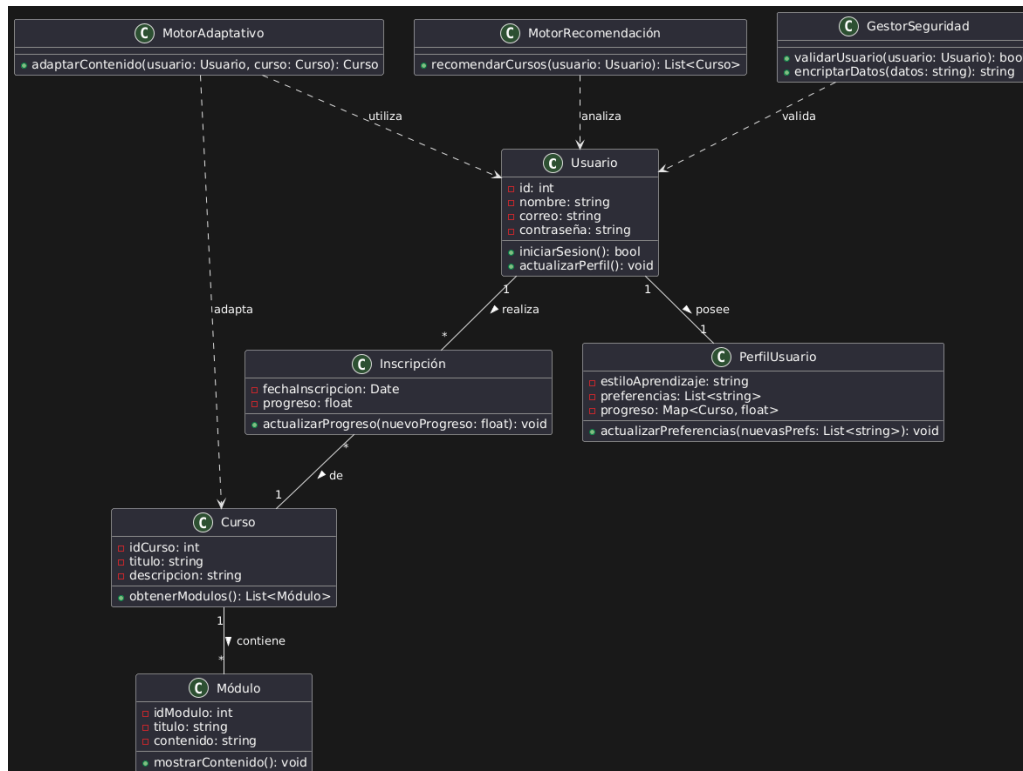 C MotorAdaptativo
adaptarContenido(usuario: Usuario, curso: Curso): Curso
C MotorRecomendación
recomendarCursos(usuario: Usuario): List<Curso>
C GestorSeguridad
validarUsuario(usuario: Usuario): boo
encriptarDatos(datos: string): string
utiliza
analiza
valida
C Usuario
id: int
nombre: string
correo: string
contraseña: string
iniciarSesion(): bool
actualizarPerfil(): void
1
realiza
*
1
posee
1
adapta
C Inscripción
fechaInscripcion: Date
progreso: float
actualizarProgreso(nuevoProgreso: float): void
C PerfilUsuario
estiloAprendizaje: string
preferencias: List<string>
progreso: Map<Curso, float>
actualizarPreferencias(nuevasPrefs: List<string>): void
*
de
1
C Curso
idCurso: int
titulo: string
descripcion: string
obtenerModulos(): List<Módulo>
1
contiene
*
C Módulo
idModulo: int
titulo: string
contenido: string
mostrarContenido(): void